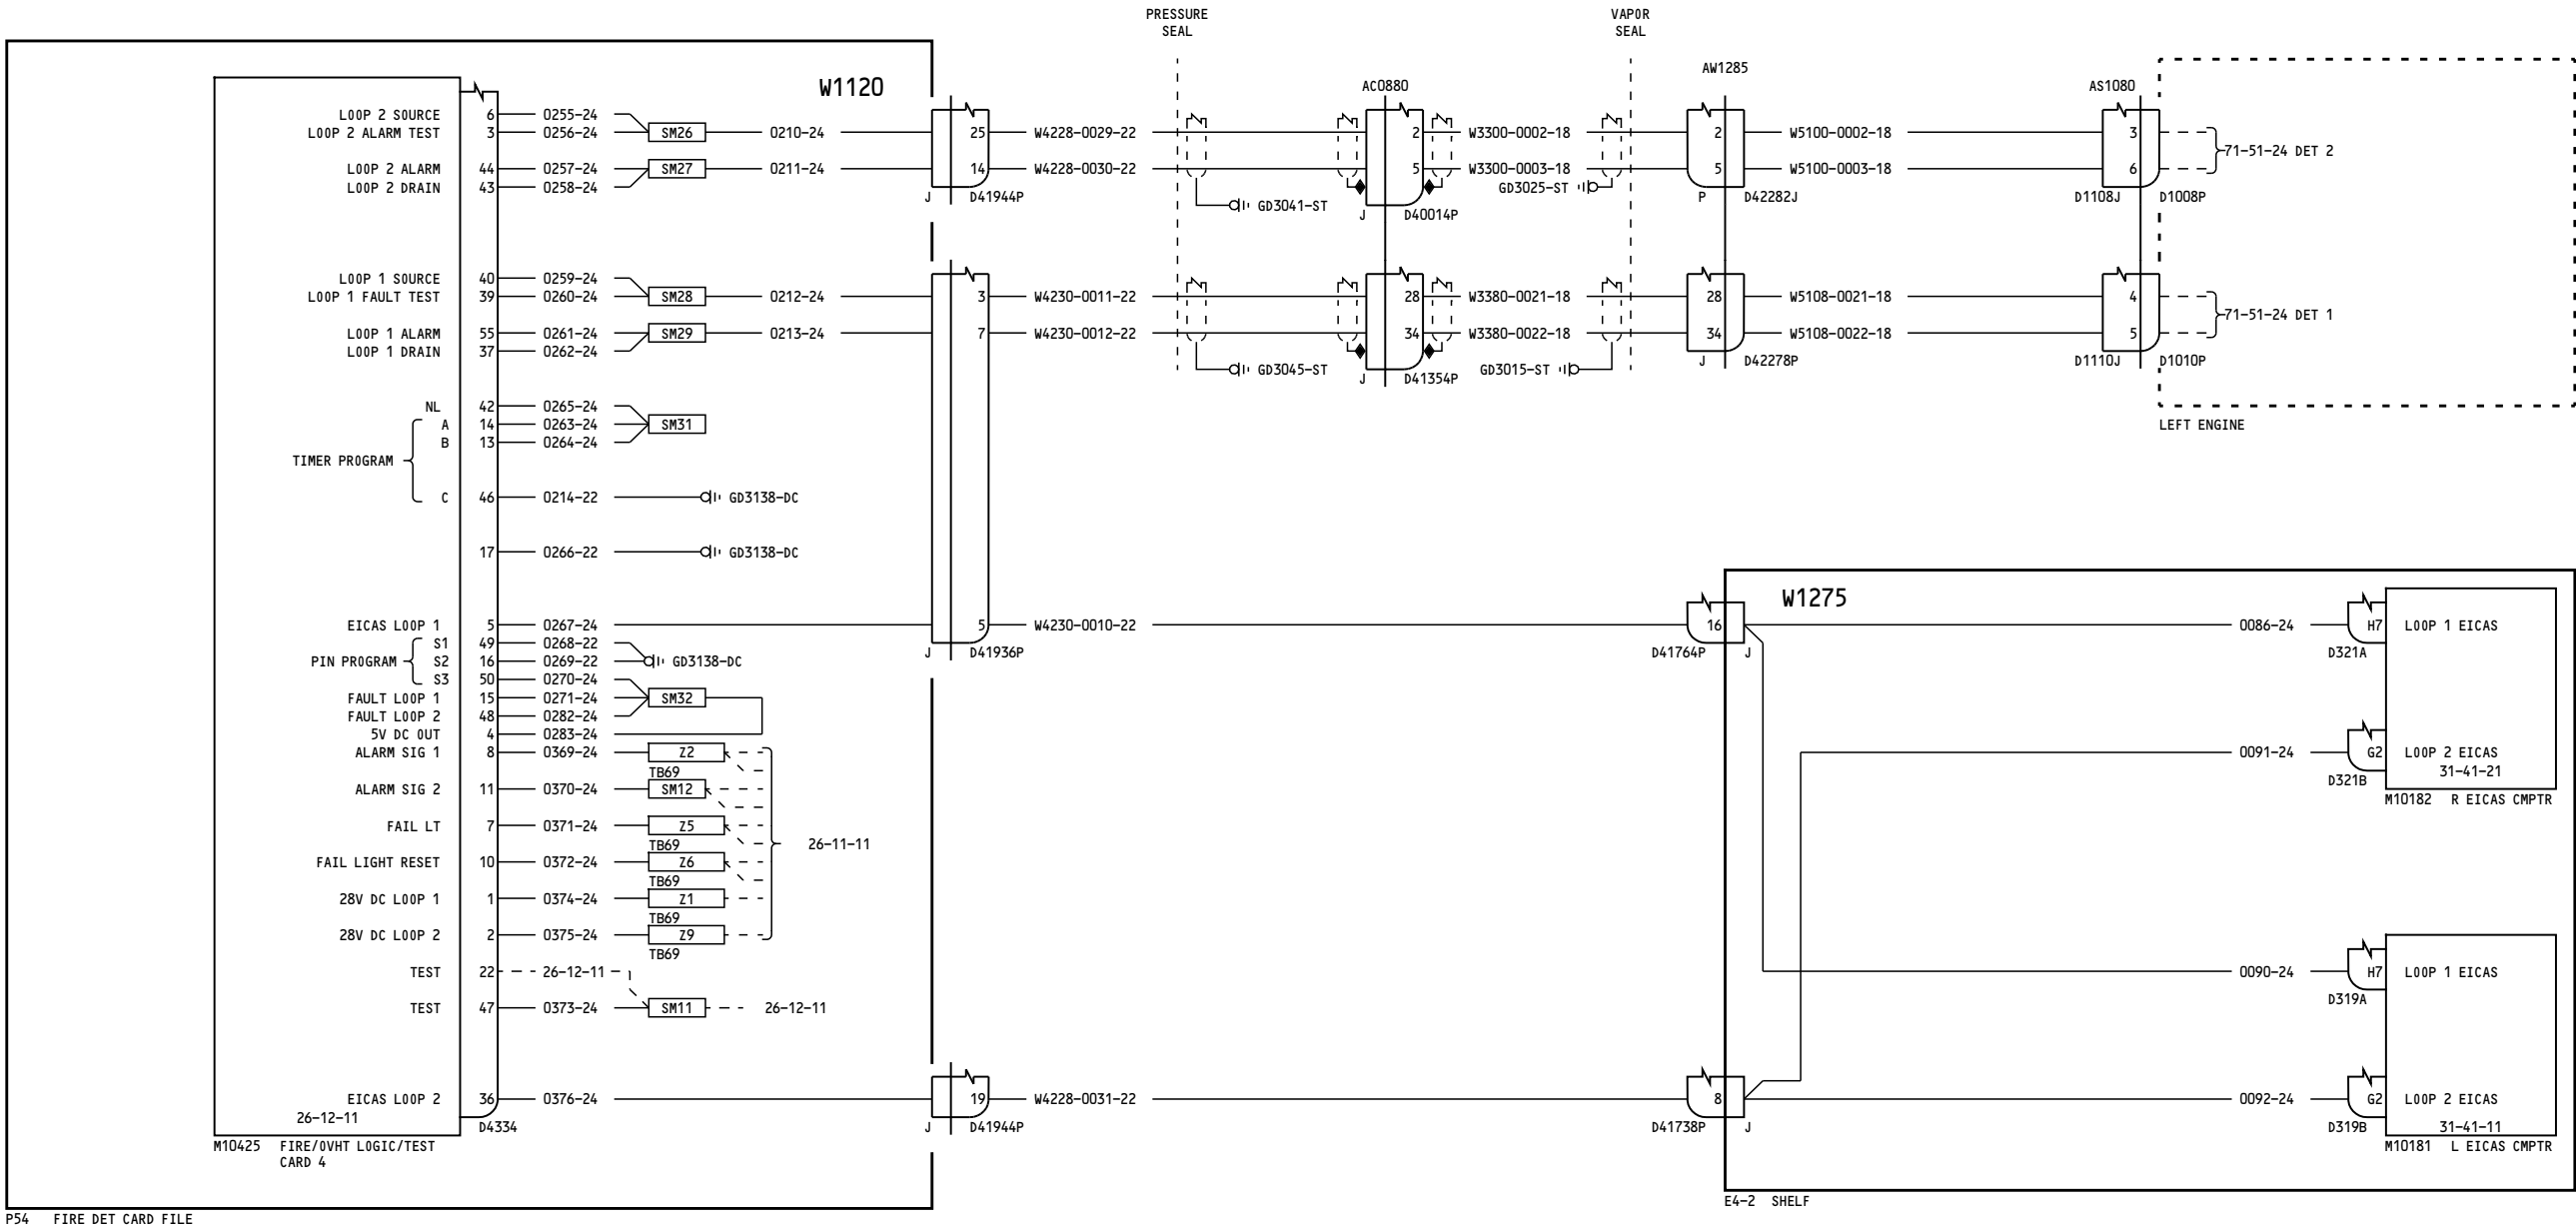 PRESSURE
SEAL
VAPOR
SEAL
W1120
AC0880
AW1285
AS1080
LOOP 2 SOURCE 6 0255-24
LOOP 2 ALARM TEST 3 0256-24 SM26 0210-24 25 W4228-0029-22 2 W3300-0002-18 2 W5100-0002-18 3
71-51-24 DET 2
LOOP 2 ALARM 44 0257-24 SM27 0211-24 14 W4228-0030-22 5 W3300-0003-18 5 W5100-0003-18 6
LOOP 2 DRAIN 43 0258-24
GD3025-ST
J D41944P
GD3041-ST
J D40014P
P D42282J
D1108J D1008P
LOOP 1 SOURCE 40 0259-24
LOOP 1 FAULT TEST 39 0260-24 SM28 0212-24 3 W4230-0011-22 28 W3380-0021-18 28 W5108-0021-18 4
71-51-24 DET 1
LOOP 1 ALARM 55 0261-24 SM29 0213-24 7 W4230-0012-22 34 W3380-0022-18 34 W5108-0022-18 5
LOOP 1 DRAIN 37 0262-24
GD3045-ST
J D41354P
GD3015-ST
J D42278P
D1110J D1010P
LEFT ENGINE
NL 42 0265-24
A 14 0263-24 SM31
B 13 0264-24
TIMER PROGRAM
C 46 0214-22 GD3138-DC
17 0266-22 GD3138-DC
W1275
EICAS LOOP 1 5 0267-24 5 W4230-0010-22 16 0086-24 H7 LOOP 1 EICAS
J D41936P
D41764P J
D321A
S1 49 0268-22
PIN PROGRAM S2 16 0269-22 GD3138-DC
S3 50 0270-24
FAULT LOOP 1 15 0271-24 SM32
FAULT LOOP 2 48 0282-24
5V DC OUT 4 0283-24
ALARM SIG 1 8 0369-24 Z2
TB69
0091-24 G2 LOOP 2 EICAS
31-41-21
D321B
M10182 R EICAS CMPTR
ALARM SIG 2 11 0370-24 SM12
FAIL LT 7 0371-24 Z5
TB69
26-11-11
FAIL LIGHT RESET 10 0372-24 Z6
TB69
28V DC LOOP 1 1 0374-24 Z1
TB69
28V DC LOOP 2 2 0375-24 Z9
TB69
TEST 22 26-12-11
0090-24 H7 LOOP 1 EICAS
D319A
TEST 47 0373-24 SM11 26-12-11
EICAS LOOP 2 36 0376-24 19 W4228-0031-22 8 0092-24 G2 LOOP 2 EICAS
26-12-11
D4334
J D41944P
D41738P J
D319B
31-41-11
M10425 FIRE/OVHT LOGIC/TEST
CARD 4
M10181 L EICAS CMPTR
E4-2 SHELF
P54 FIRE DET CARD FILE